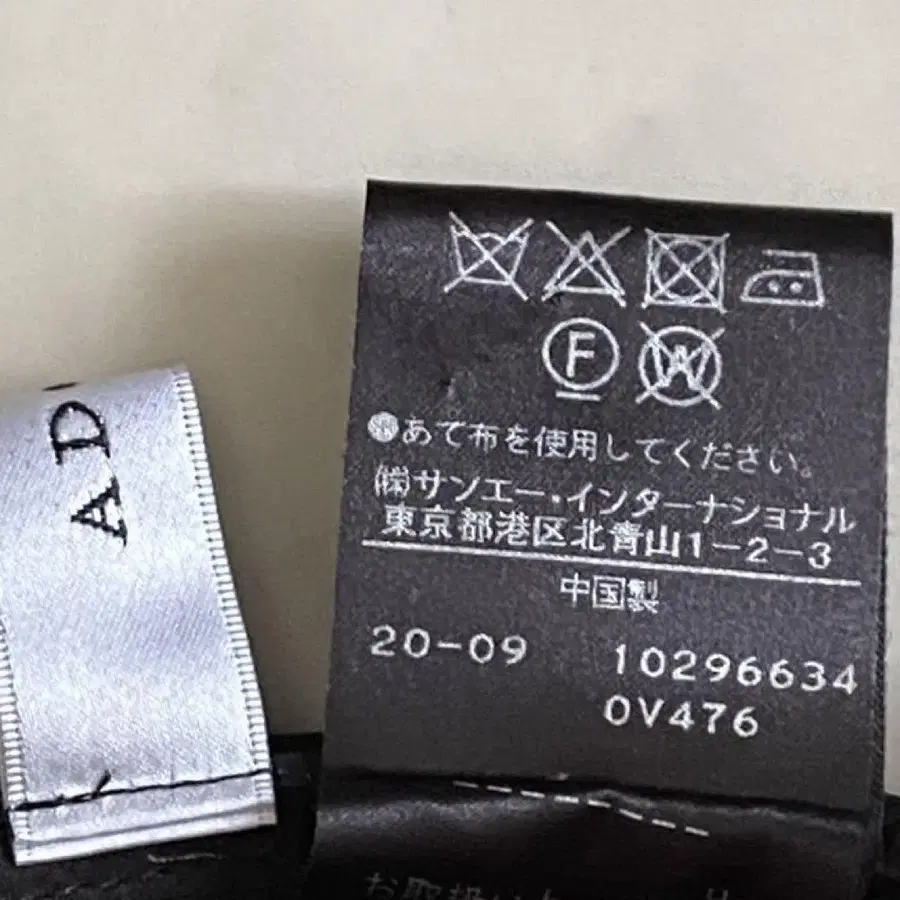 AD
F
W
あて布を使用してください。
㈱サンエー・インターナショナル
東京都港区北青山1-2-3
中国製
20-09
10296634
0V476